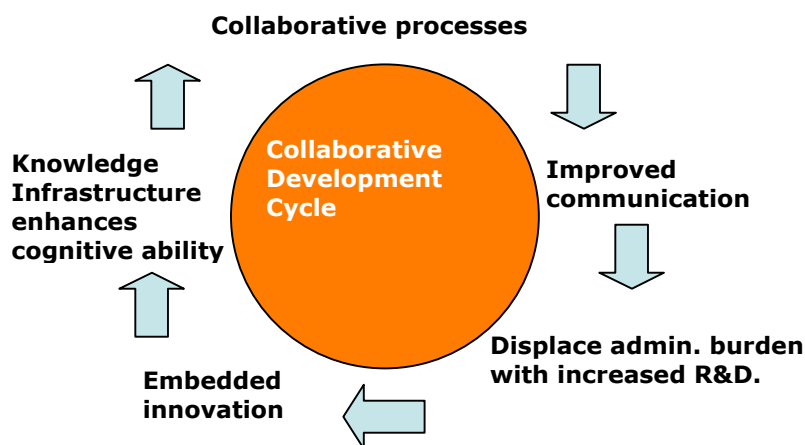 Collaborative processes
Collaborative
Development
Cycle
Improved
communication
Displace admin. burden
with increased R&D.
Embedded
innovation
Knowledge
Infrastructure
enhances
cognitive ability